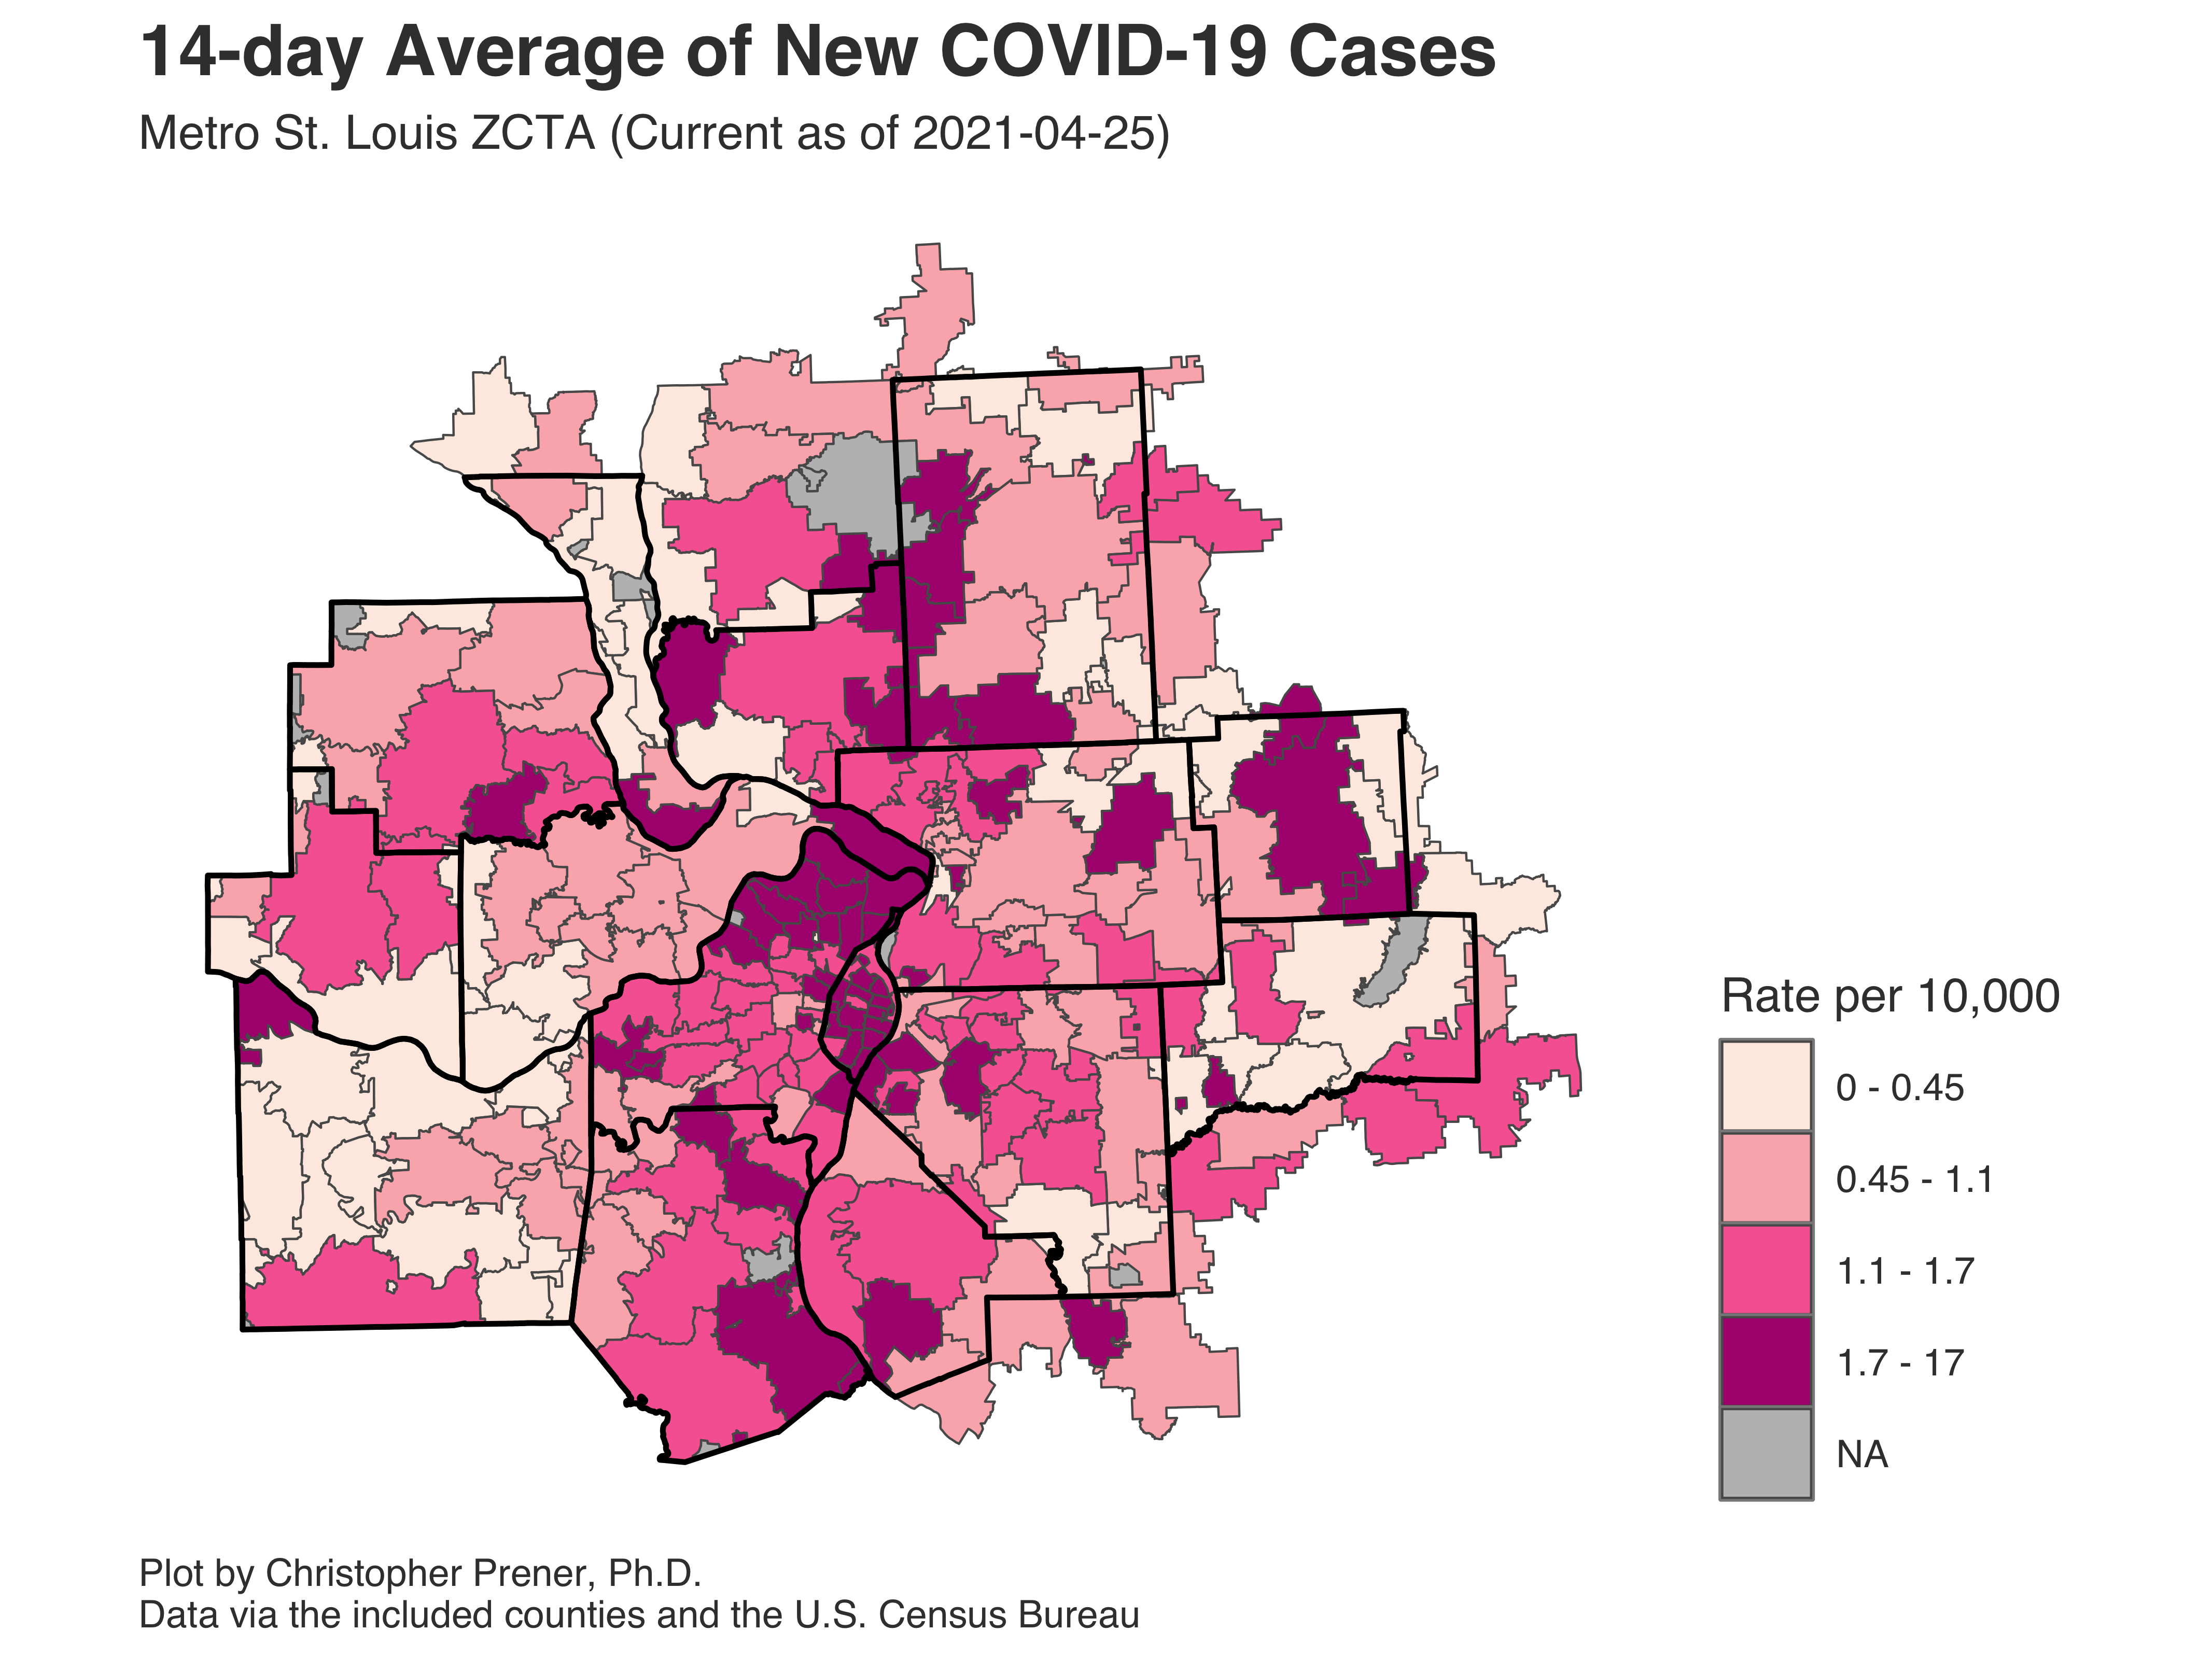 14-day Average of New COVID-19 Cases
Metro St. Louis ZCTA (Current as of 2021-04-25)
Rate per 10,000
0 - 0.45
0.45 - 1.1
1.1 - 1.7
1.7 - 17
NA
Plot by Christopher Prener, Ph.D.
Data via the included counties and the U.S. Census Bureau